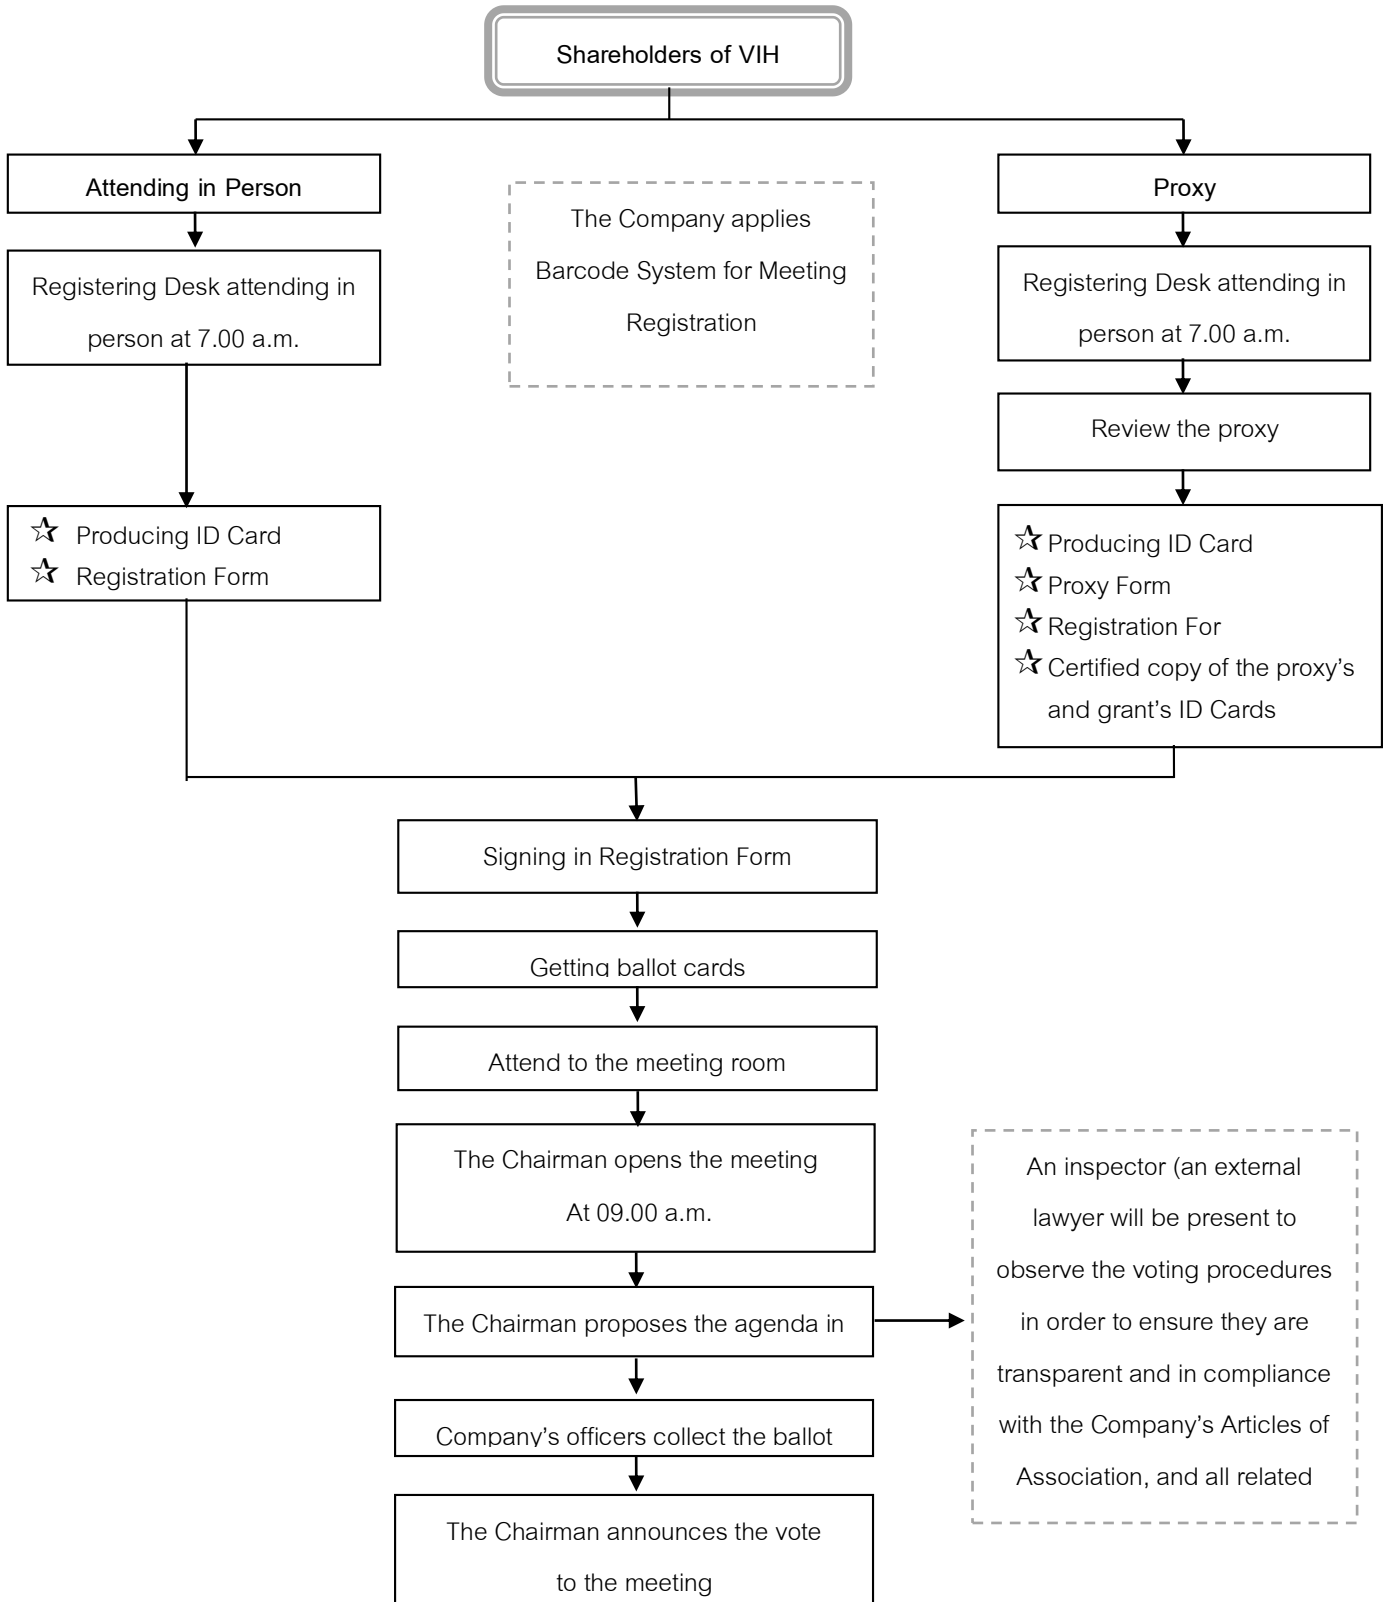 Shareholders of VIH
Attending in Person
Registering Desk attending in
person at 7.00 a.m.
☆ Producing ID Card
☆ Registration Form
The Company applies
Barcode System for Meeting
Registration
Proxy
Registering Desk attending in
person at 7.00 a.m.
Review the proxy
☆ Producing ID Card
☆ Proxy Form
☆ Registration For
☆ Certified copy of the proxy’s
and grant’s ID Cards
Signing in Registration Form
Getting ballot cards
Attend to the meeting room
The Chairman opens the meeting
At 09.00 a.m.
The Chairman proposes the agenda in
An inspector (an external
lawyer will be present to
observe the voting procedures
in order to ensure they are
transparent and in compliance
with the Company’s Articles of
Association, and all related
Company’s officers collect the ballot
The Chairman announces the vote
to the meeting